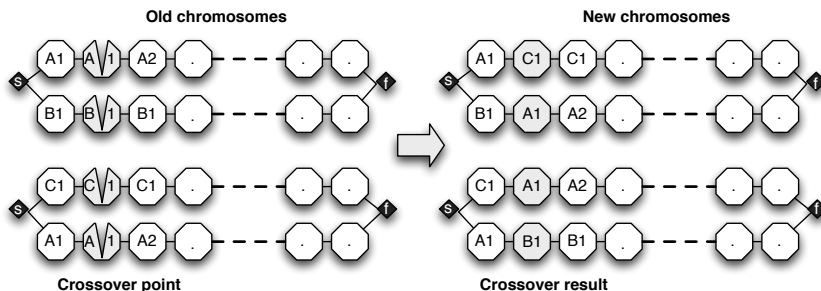 Old chromosomes New chromosomes
A1 A 1 A2 . . . A1 C1 C1 . . .
s f s f
B1 B 1 B1 . . . B1 A1 A2 . . .
C1 C 1 C1 . . . C1 A1 A2 . . .
s f s f
A1 A 1 A2 . . . A1 B1 B1 . . .
Crossover point Crossover result